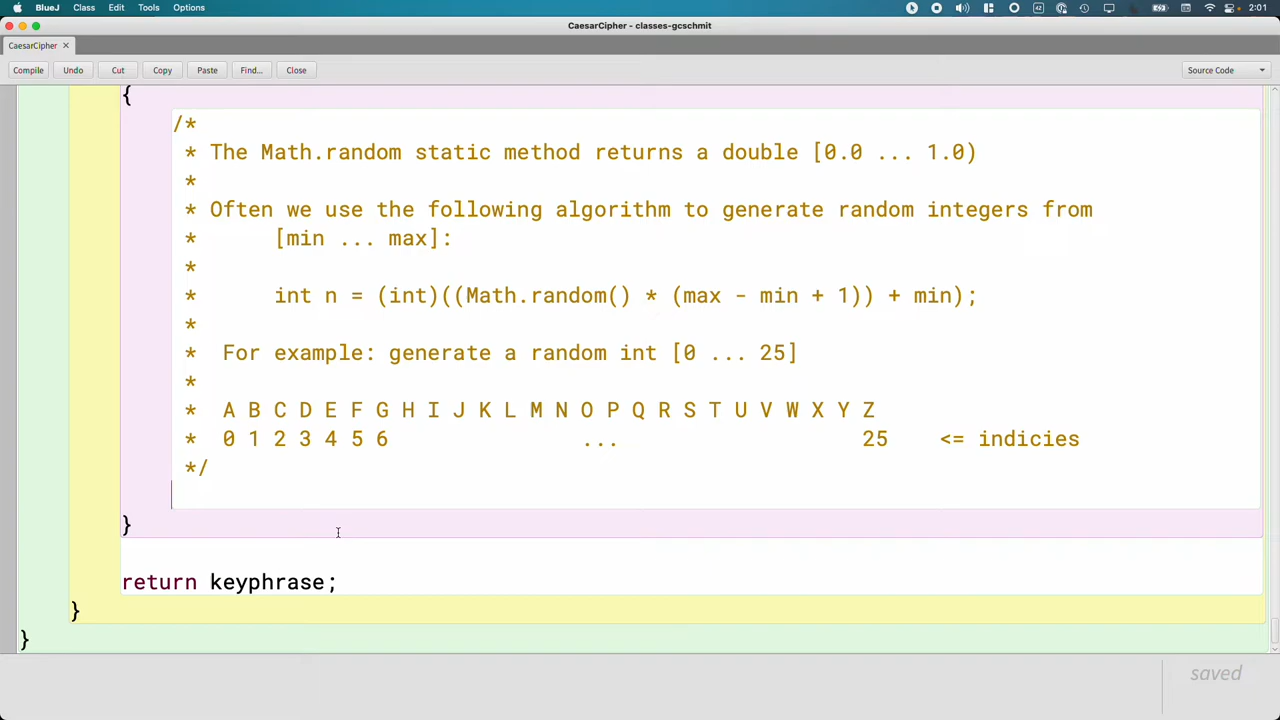 BlueJ Class Edit Tools Options 2:01
CaesarCipher - classes-gcschmit
CaesarCipher ×
Compile Undo Cut Copy Paste Find... Close Source Code
{
/*
* The Math.random static method returns a double [0.0 ... 1.0)
*
* Often we use the following algorithm to generate random integers from
* [min ... max]:
*
* int n = (int)((Math.random() * (max - min + 1)) + min);
*
* For example: generate a random int [0 ... 25]
*
* A B C D E F G H I J K L M N O P Q R S T U V W X Y Z
* 0 1 2 3 4 5 6 ... 25 <= indicies
*/
}
return keyphrase;
}
}
saved